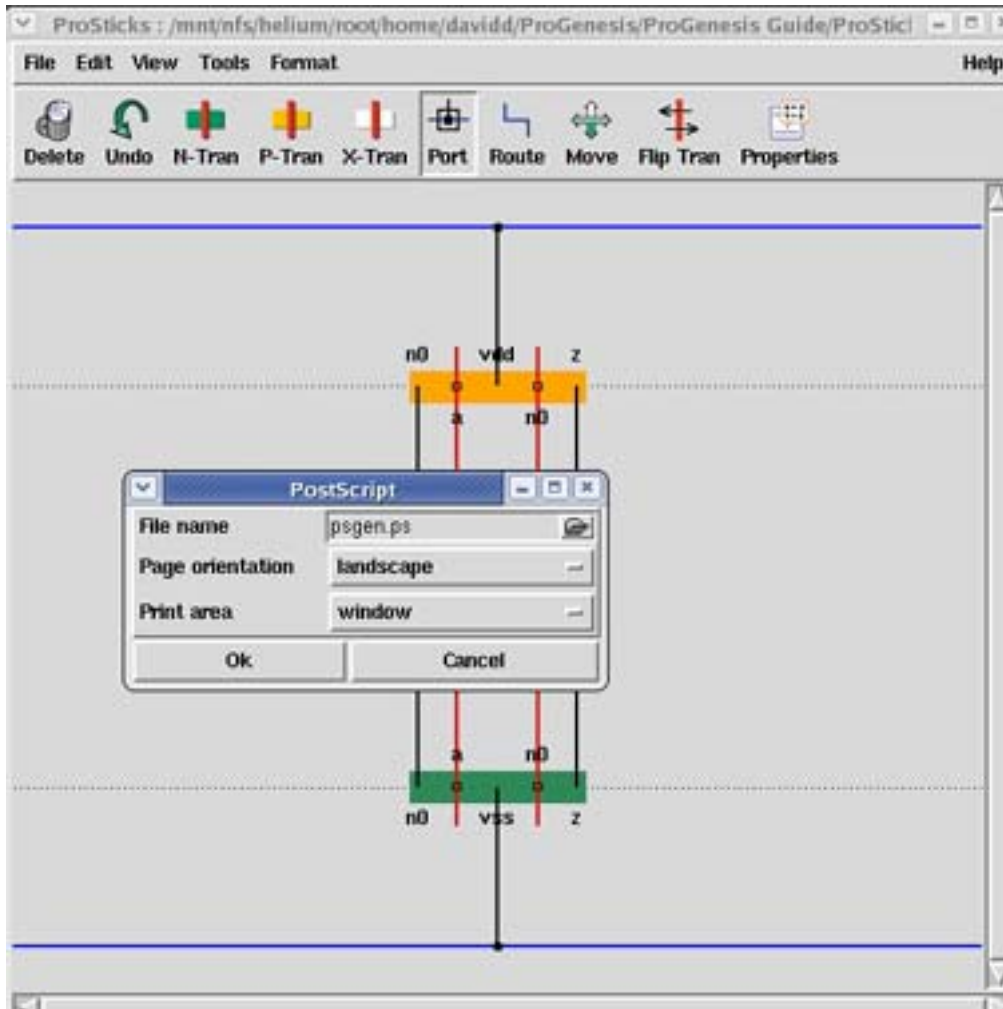 ProSticks : /mnt/nfs/helium/root/home/davidd/ProGenesis/ProGenesis Guide/ProStic
File Edit View Tools Format Help
Delete Undo N-Tran P-Tran X-Tran Port Route Move Flip Tran Properties
n0 vdd z
a n0
PostScript
File name psgen.ps
Page orientation landscape
Print area window
Ok Cancel
a n0
n0 vss z